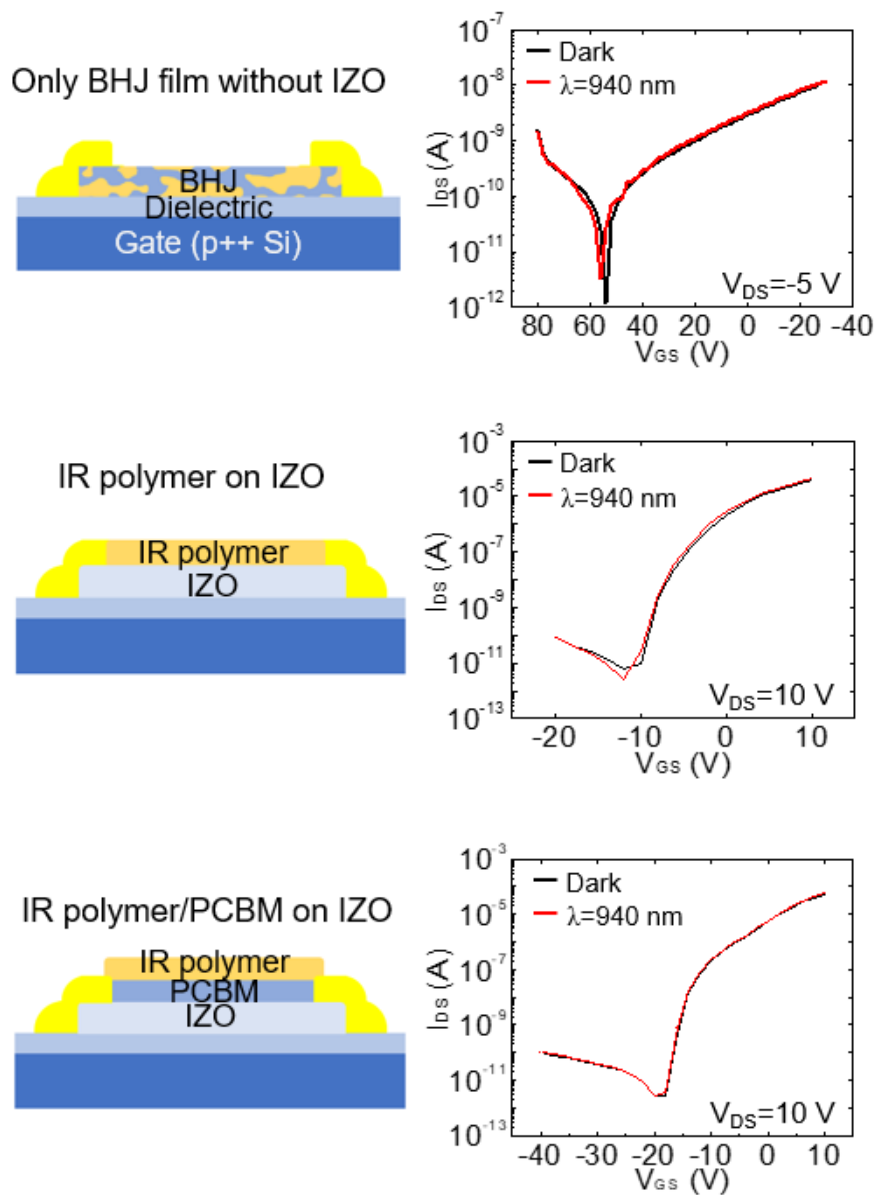 Only BHJ film without IZO
BHJ
Dielectric
Gate (p++ Si)
10⁻⁷
10⁻⁸
10⁻⁹
10⁻¹⁰
10⁻¹¹
10⁻¹²
I_DS (A)
Dark
λ=940 nm
V_DS=-5 V
80 60 40 20 0 -20 -40
V_GS (V)
IR polymer on IZO
IR polymer
IZO
10⁻³
10⁻⁵
10⁻⁷
10⁻⁹
10⁻¹¹
10⁻¹³
I_DS (A)
Dark
λ=940 nm
V_DS=10 V
-20 -10 0 10
V_GS (V)
IR polymer/PCBM on IZO
IR polymer
PCBM
IZO
10⁻³
10⁻⁵
10⁻⁷
10⁻⁹
10⁻¹¹
10⁻¹³
I_DS (A)
Dark
λ=940 nm
V_DS=10 V
-40 -30 -20 -10 0 10
V_GS (V)